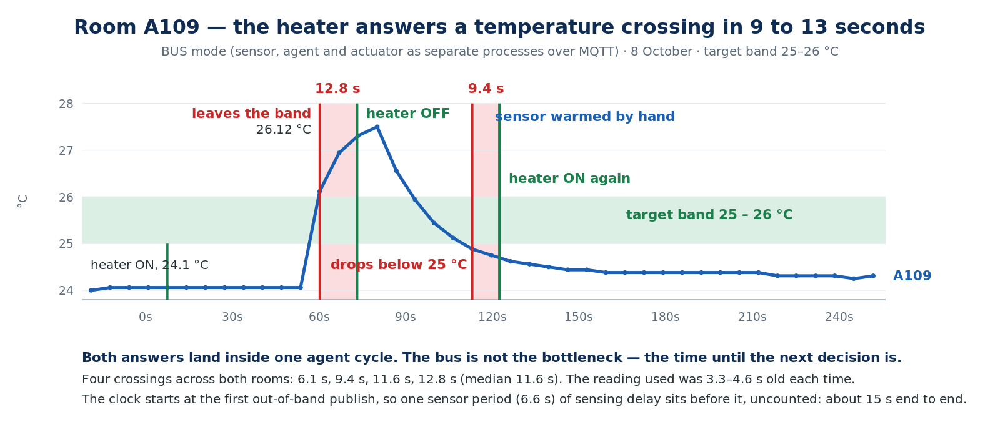 Room A109 — the heater answers a temperature crossing in 9 to 13 seconds
BUS mode (sensor, agent and actuator as separate processes over MQTT) · 8 October · target band 25–26 °C
12.8 s
9.4 s
28
leaves the band
heater OFF
sensor warmed by hand
26.12 °C
27
heater ON again
26
°C
target band 25 – 26 °C
25
heater ON, 24.1 °C
drops below 25 °C
A109
24
0s
30s
60s
90s
120s
150s
180s
210s
240s
Both answers land inside one agent cycle. The bus is not the bottleneck — the time until the next decision is.
Four crossings across both rooms: 6.1 s, 9.4 s, 11.6 s, 12.8 s (median 11.6 s). The reading used was 3.3–4.6 s old each time.
The clock starts at the first out-of-band publish, so one sensor period (6.6 s) of sensing delay sits before it, uncounted: about 15 s end to end.